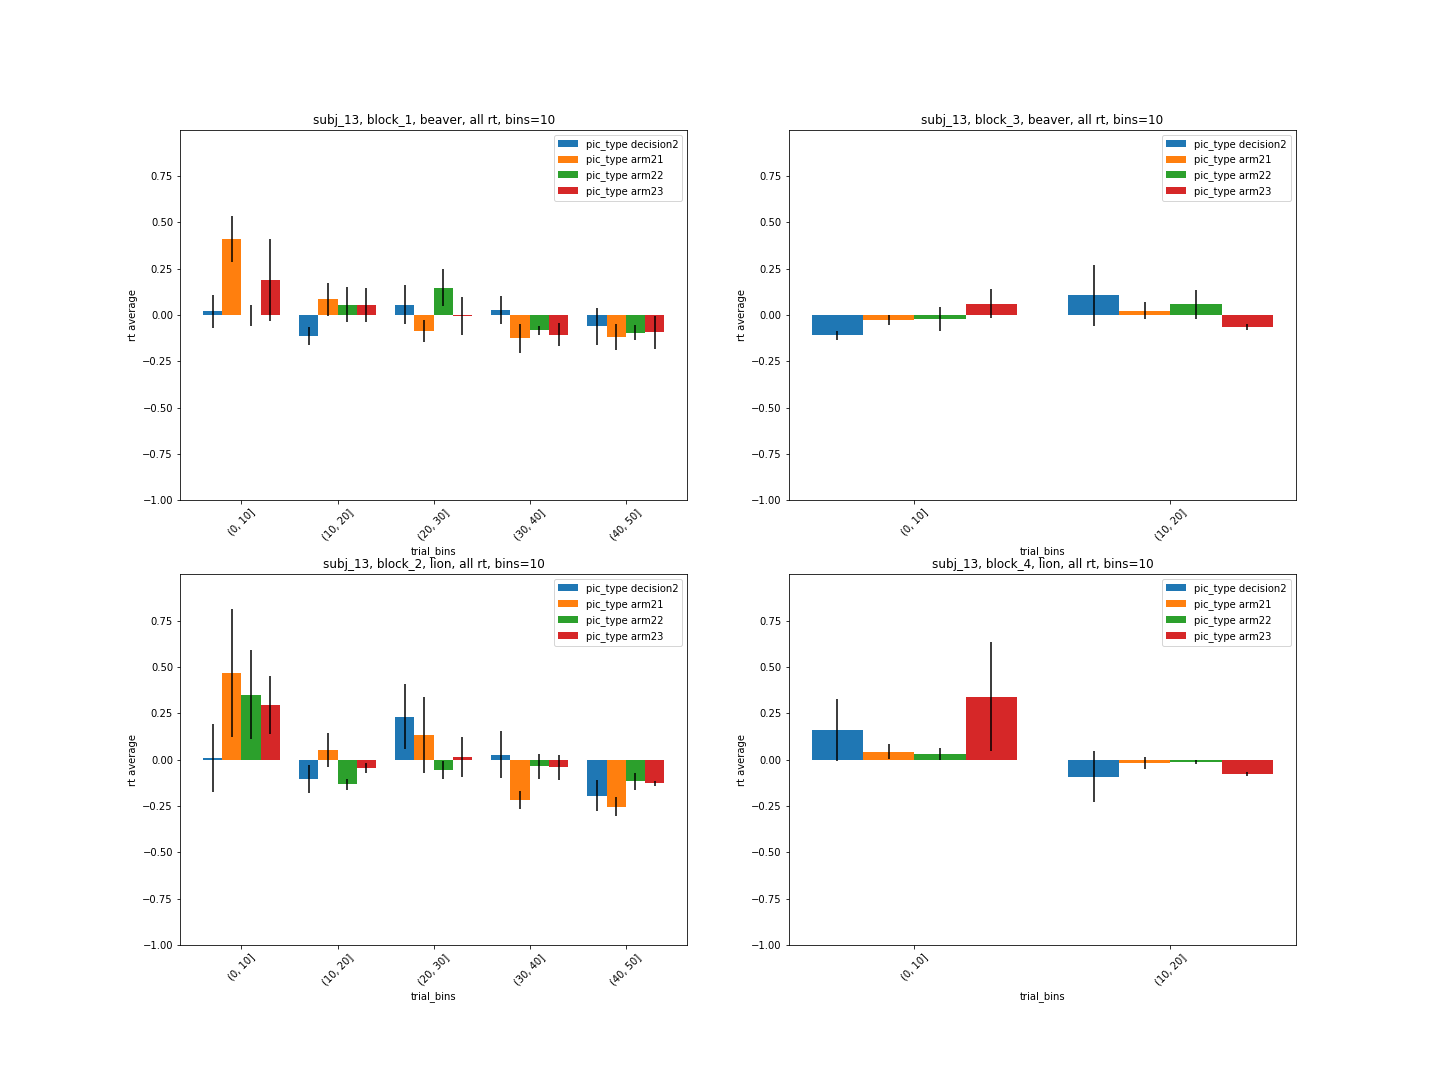 subj_13, block_1, beaver, all rt, bins=10
pic_type decision2
pic_type arm21
pic_type arm22
pic_type arm23
0.75
0.50
0.25
0.00
−0.25
−0.50
−0.75
−1.00
rt average
(0, 10]
(10, 20]
(20, 30]
(30, 40]
(40, 50]
trial_bins
subj_13, block_3, beaver, all rt, bins=10
pic_type decision2
pic_type arm21
pic_type arm22
pic_type arm23
0.75
0.50
0.25
0.00
−0.25
−0.50
−0.75
−1.00
rt average
(0, 10]
(10, 20]
trial_bins
subj_13, block_2, lion, all rt, bins=10
pic_type decision2
pic_type arm21
pic_type arm22
pic_type arm23
0.75
0.50
0.25
0.00
−0.25
−0.50
−0.75
−1.00
rt average
(0, 10]
(10, 20]
(20, 30]
(30, 40]
(40, 50]
trial_bins
subj_13, block_4, lion, all rt, bins=10
pic_type decision2
pic_type arm21
pic_type arm22
pic_type arm23
0.75
0.50
0.25
0.00
−0.25
−0.50
−0.75
−1.00
rt average
(0, 10]
(10, 20]
trial_bins